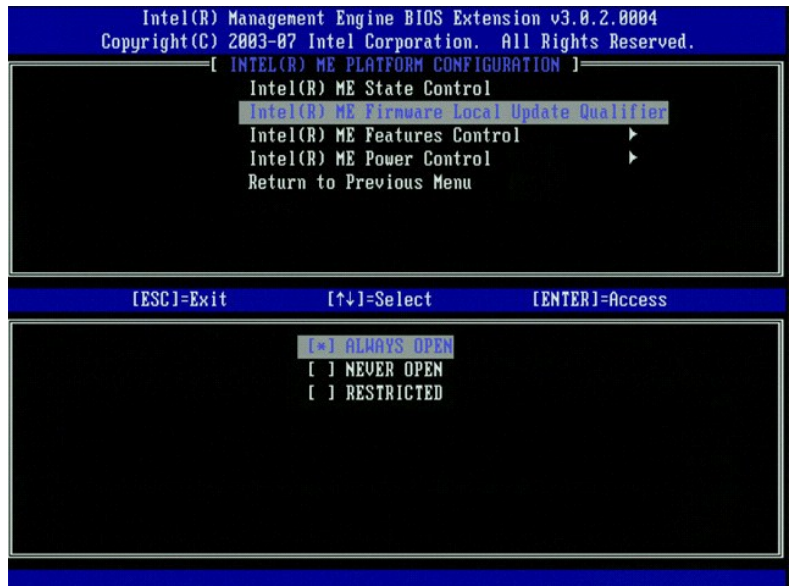 Intel(R) Management Engine BIOS Extension v3.0.2.0004
Copyright(C) 2003-07 Intel Corporation. All Rights Reserved.
[ INTEL(R) ME PLATFORM CONFIGURATION ]
Intel(R) ME State Control
Intel(R) ME Firmware Local Update Qualifier
Intel(R) ME Features Control ►
Intel(R) ME Power Control ►
Return to Previous Menu
[ESC]=Exit [↑↓]=Select [ENTER]=Access
[*] ALWAYS OPEN
[ ] NEVER OPEN
[ ] RESTRICTED